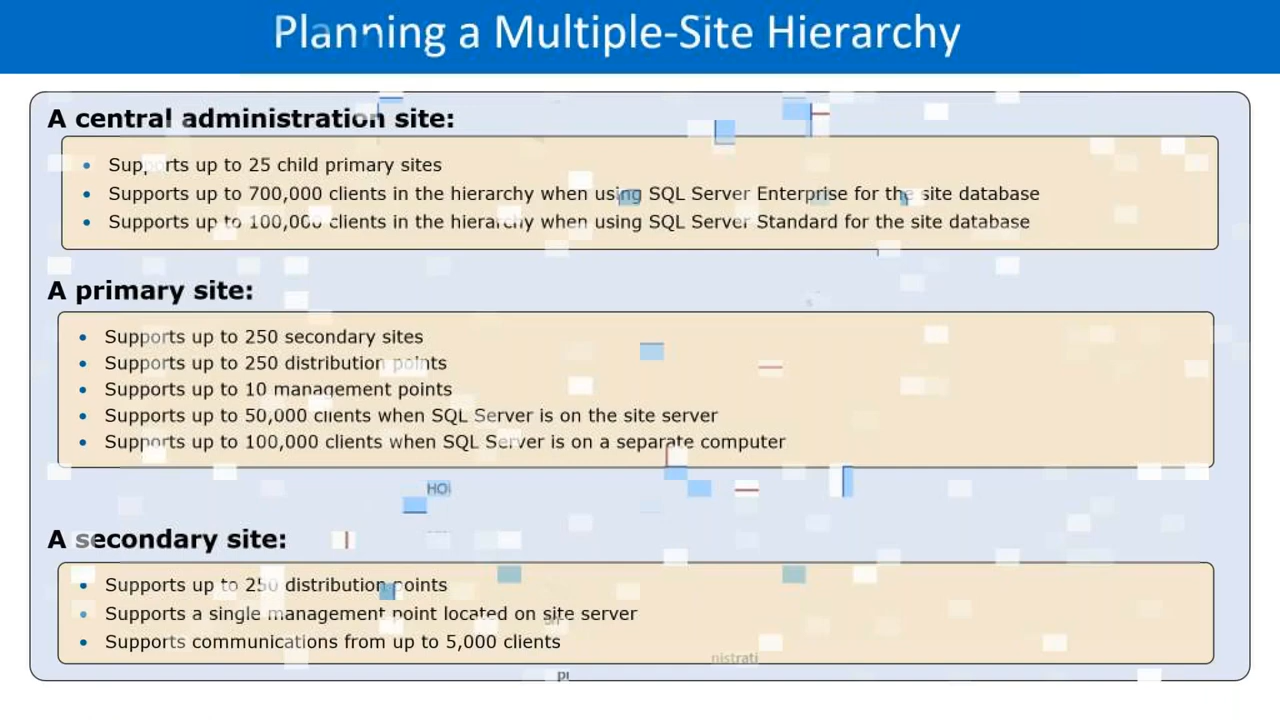 Planning a Multiple-Site Hierarchy
A central administration site:
• Supports up to 25 child primary sites
• Supports up to 700,000 clients in the hierarchy when using SQL Server Enterprise for the site database
• Supports up to 100,000 clients in the hierarchy when using SQL Server Standard for the site database
A primary site:
• Supports up to 250 secondary sites
• Supports up to 250 distribution points
• Supports up to 10 management points
• Supports up to 50,000 clients when SQL Server is on the site server
• Supports up to 100,000 clients when SQL Server is on a separate computer
A secondary site:
• Supports up to 250 distribution points
• Supports a single management point located on site server
• Supports communications from up to 5,000 clients